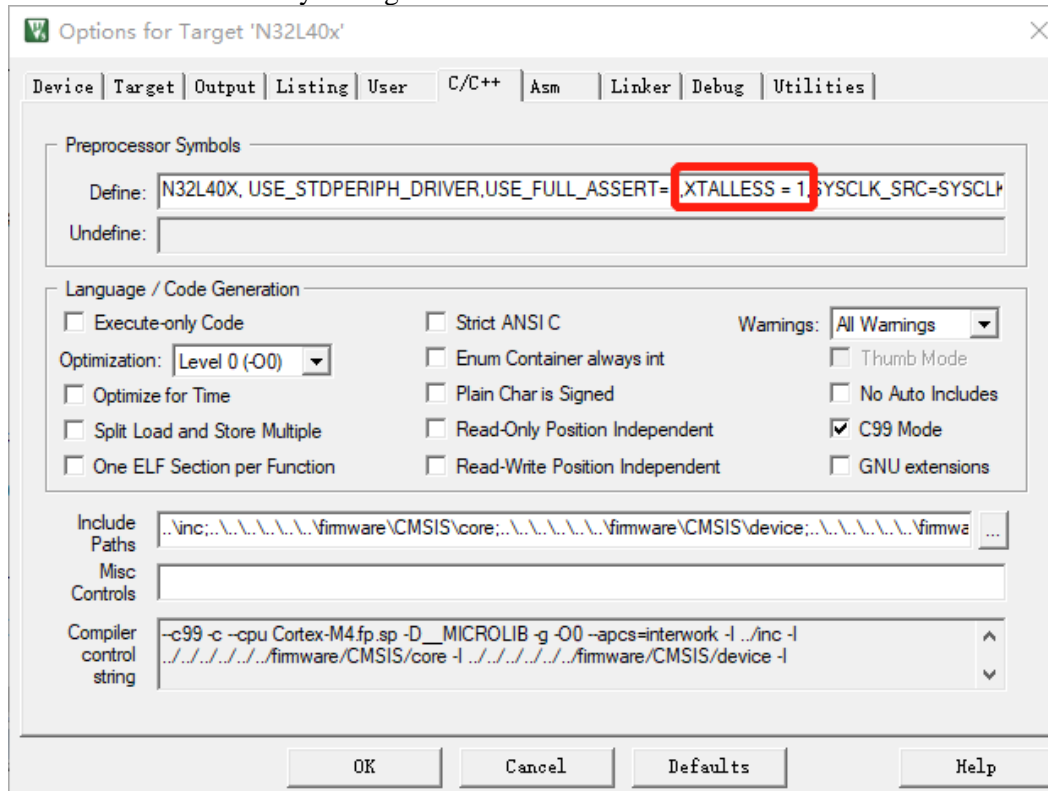 Options for Target 'N32L40x'
Device Target Output Listing User C/C++ Asm Linker Debug Utilities
Preprocessor Symbols
Define: N32L40X, USE_STDPERIPH_DRIVER,USE_FULL_ASSERT= ,XTALLESS = 1,SYSCLK_SRC=SYSCLK
Undefine:
Language / Code Generation
Execute-only Code Strict ANSI C Warnings: All Warnings
Optimization: Level 0 (-O0) Enum Container always int Thumb Mode
Optimize for Time Plain Char is Signed No Auto Includes
Split Load and Store Multiple Read-Only Position Independent C99 Mode
One ELF Section per Function Read-Write Position Independent GNU extensions
Include Paths ..\inc;..\..\..\..\..\..\firmware\CMSIS\core;..\..\..\..\..\..\firmware\CMSIS\device;..\..\..\..\..\..\firmwa ...
Misc Controls
Compiler control string --c99 -c --cpu Cortex-M4.fp.sp -D__MICROLIB -g -O0 --apcs=interwork -I ../inc -I
../../../../../../firmware/CMSIS/core -I ../../../../../../firmware/CMSIS/device -I
OK Cancel Defaults Help